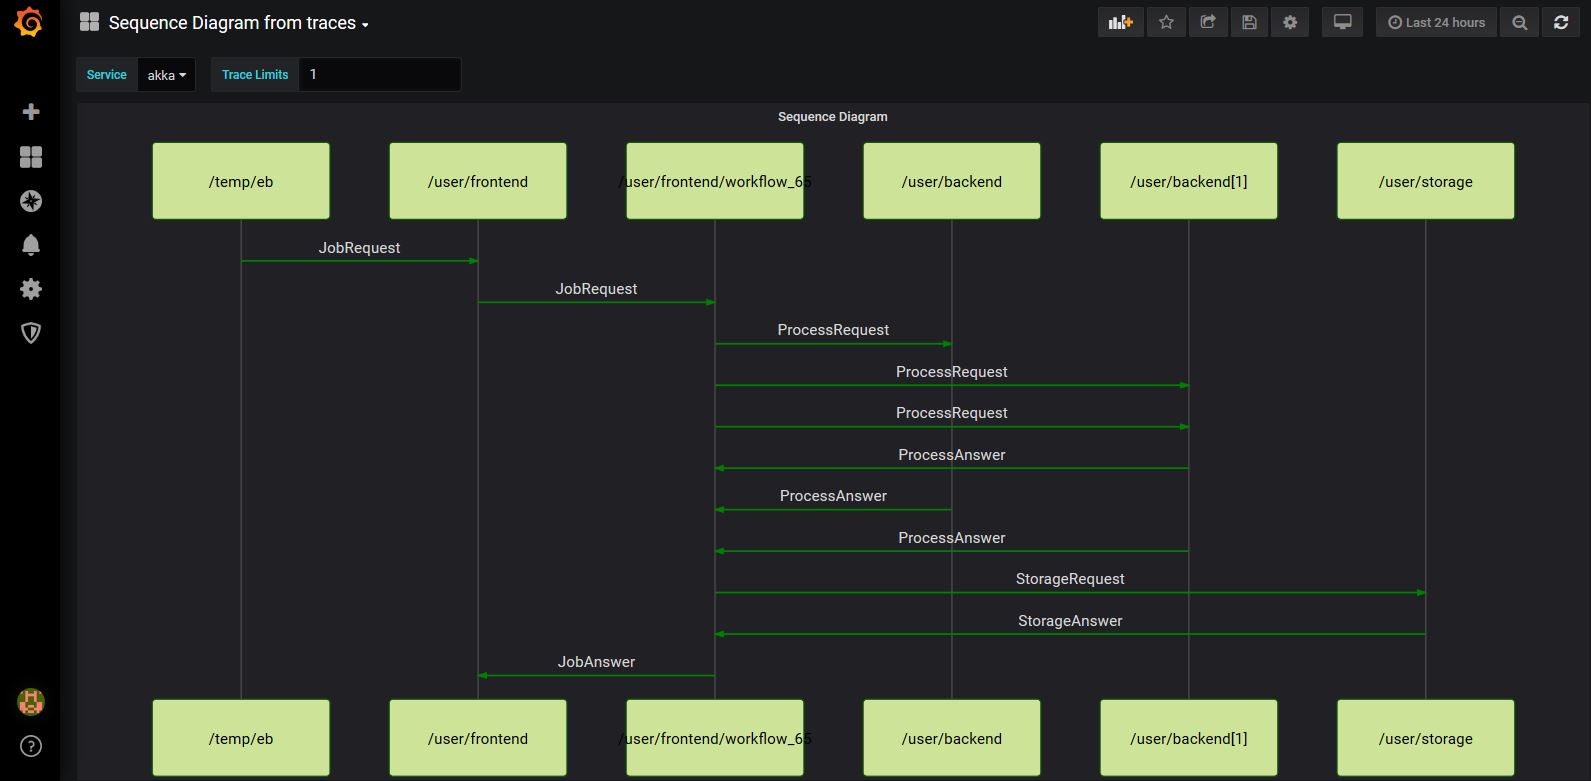 Sequence Diagram from traces
Last 24 hours
Service akka Trace Limits 1
Sequence Diagram
/temp/eb /user/frontend /user/frontend/workflow_65 /user/backend /user/backend[1] /user/storage
JobRequest
JobRequest
ProcessRequest
ProcessRequest
ProcessRequest
ProcessAnswer
ProcessAnswer
ProcessAnswer
StorageRequest
StorageAnswer
JobAnswer
/temp/eb /user/frontend /user/frontend/workflow_65 /user/backend /user/backend[1] /user/storage